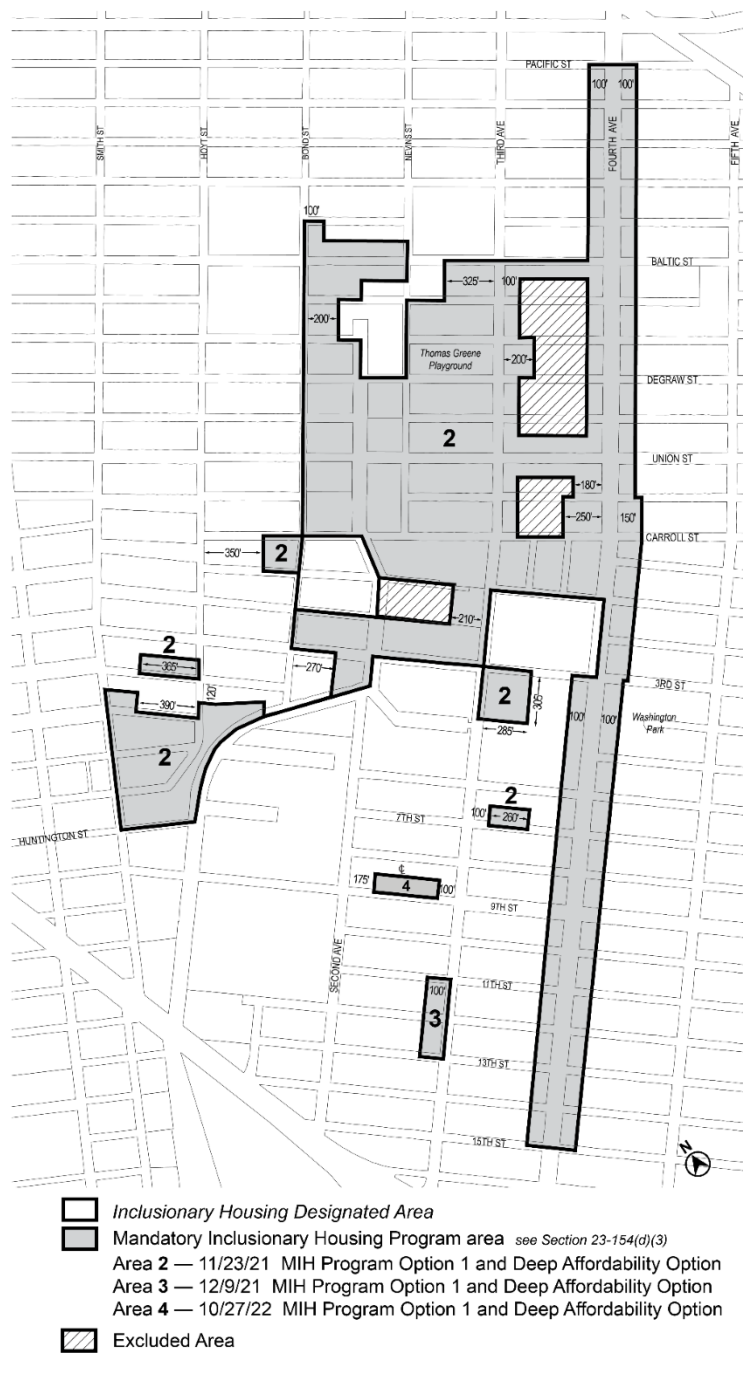 PACIFIC ST
100' 100'
SMITH ST
HOYT ST
BOND ST
NEVINS ST
THIRD AVE
FOURTH AVE
FIFTH AVE
100'
BALTIC ST
325' 100'
200'
Thomas Greene
Playground
200'
DEGRAW ST
2
UNION ST
180'
250' 150'
CARROLL ST
350' 2
210'
2
365'
270'
3RD ST
120'
390'
2
305'
285'
100' 100'
Washington
Park
2
2
100' 260'
7TH ST
HUNTINGTON ST
℄
175' 4 100'
9TH ST
SECOND AVE
11TH ST
100'
3
13TH ST
15TH ST
N
Inclusionary Housing Designated Area
Mandatory Inclusionary Housing Program area see Section 23-154(d)(3)
Area 2 — 11/23/21 MIH Program Option 1 and Deep Affordability Option
Area 3 — 12/9/21 MIH Program Option 1 and Deep Affordability Option
Area 4 — 10/27/22 MIH Program Option 1 and Deep Affordability Option
Excluded Area